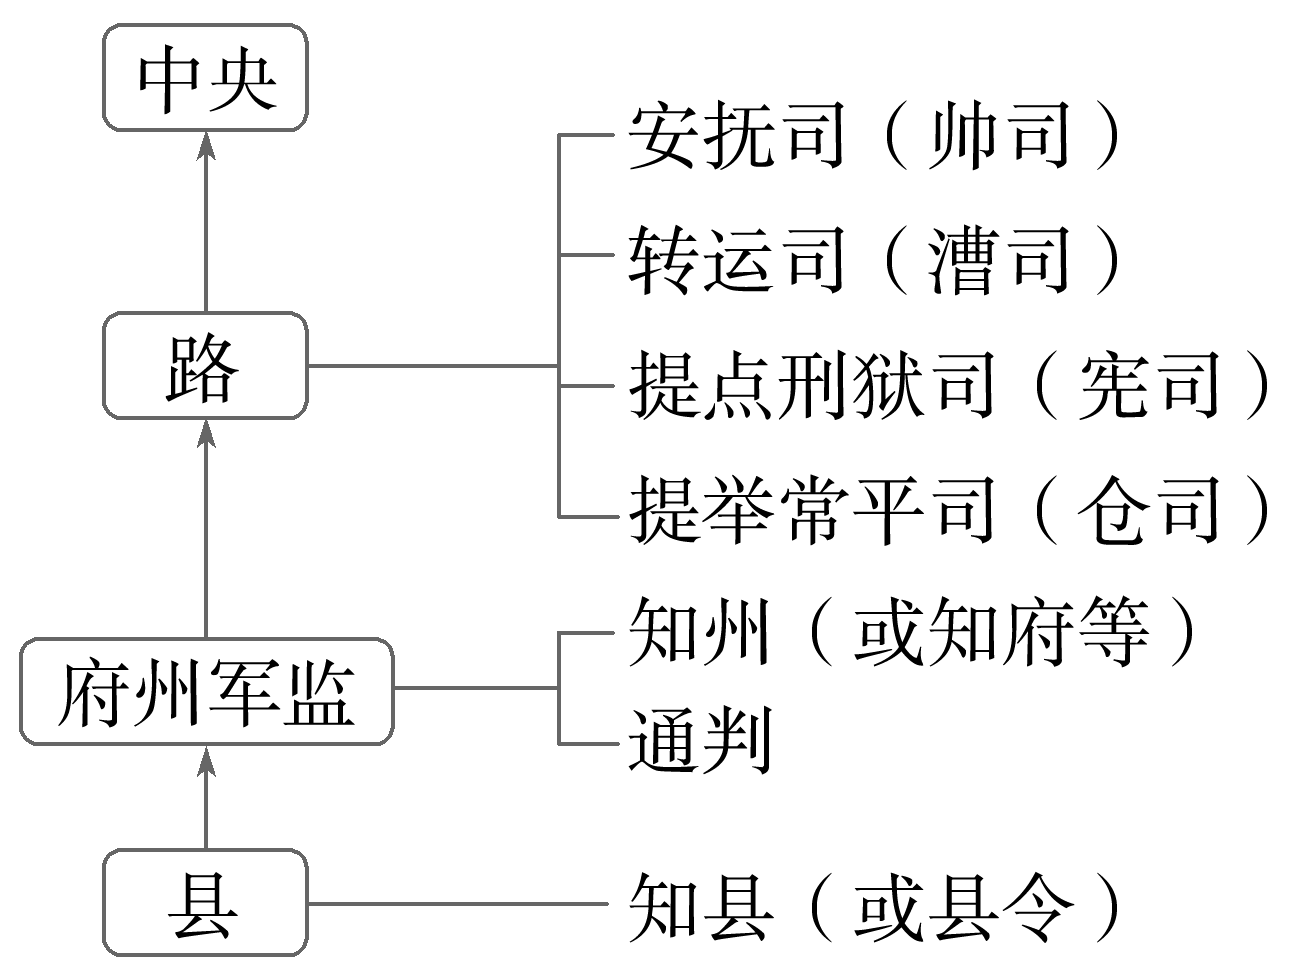 中央
安抚司（帅司）
转运司（漕司）
路
提点刑狱司（宪司）
提举常平司（仓司）
知州（或知府等）
府州军监
通判
县
知县（或县令）